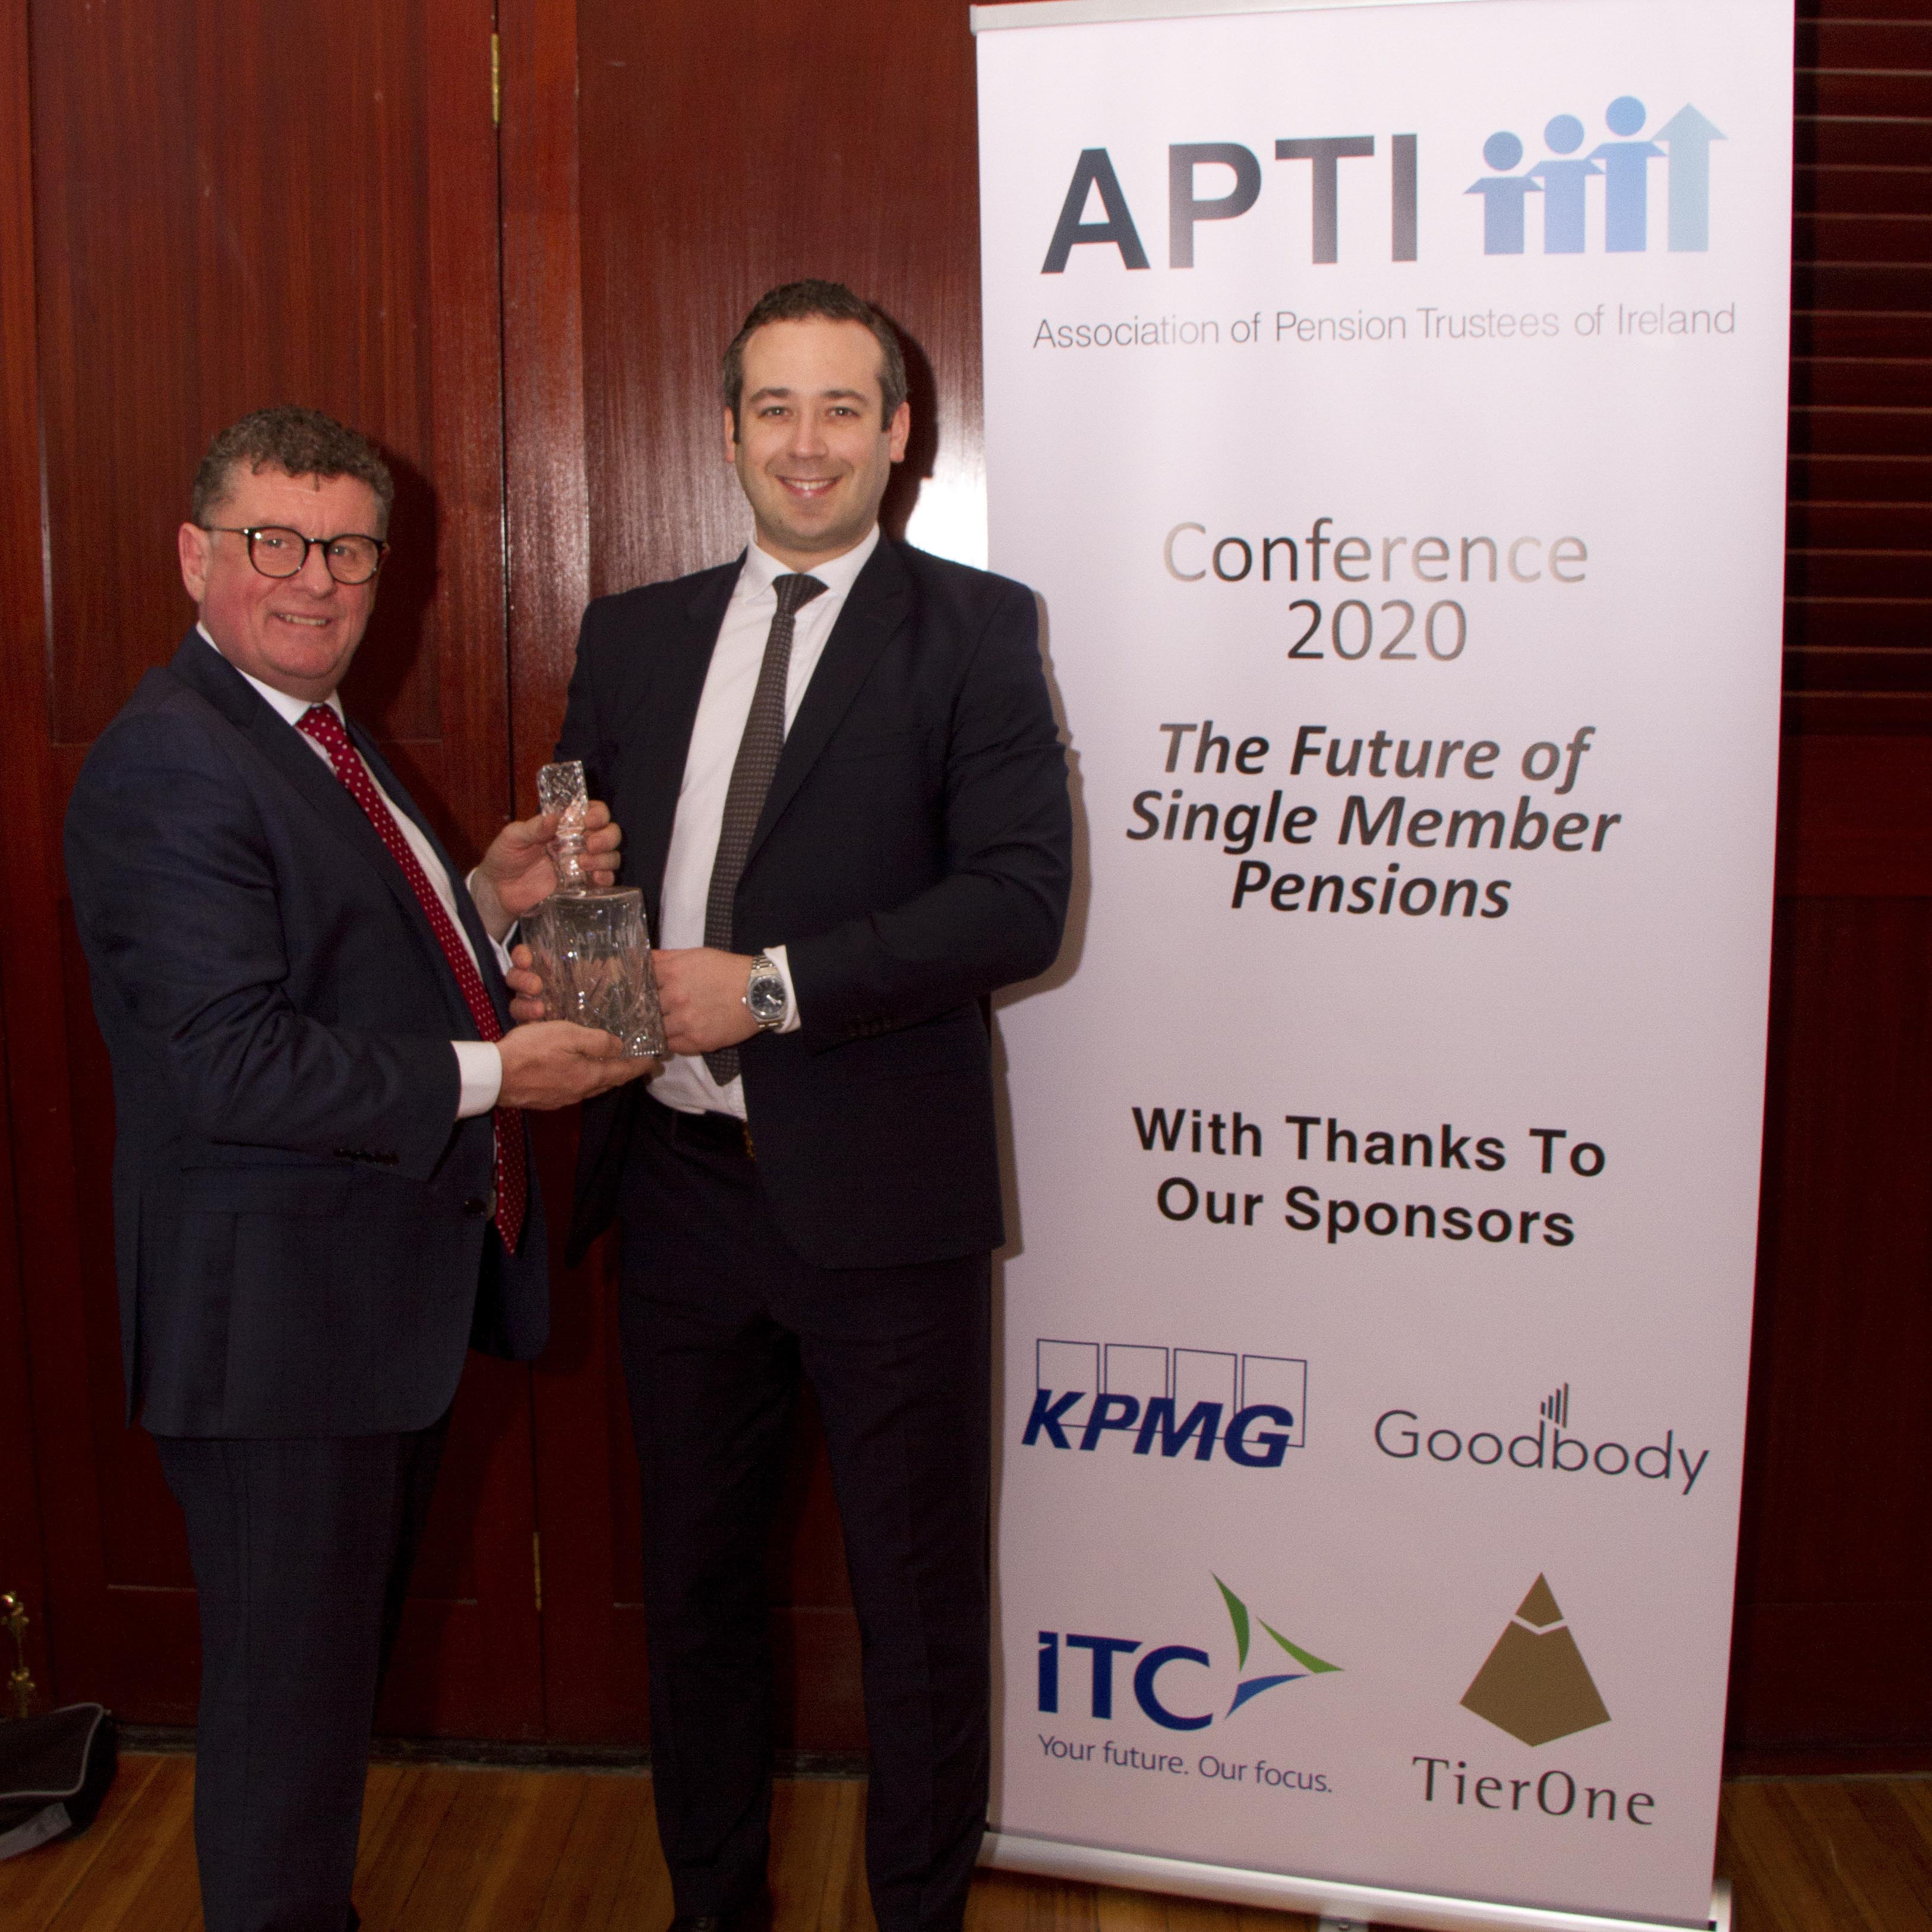 APTI
Association of Pension Trustees of Ireland
Conference
2020
The Future of
Single Member
Pensions
With Thanks To
Our Sponsors
KPMG
Goodbody
iTC
Your future. Our focus.
TierOne
APTI